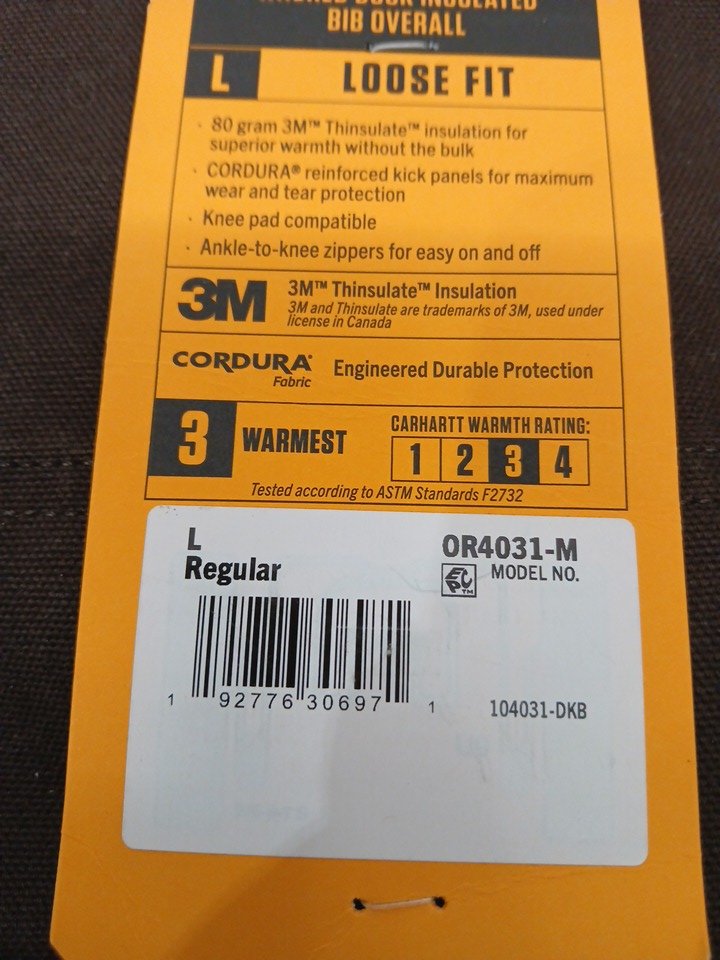 WASHED DUCK INSULATED
BIB OVERALL
L LOOSE FIT
· 80 gram 3M™ Thinsulate™ insulation for
superior warmth without the bulk
· CORDURA® reinforced kick panels for maximum
wear and tear protection
· Knee pad compatible
· Ankle-to-knee zippers for easy on and off
3M 3M™ Thinsulate™ Insulation
3M and Thinsulate are trademarks of 3M, used under
license in Canada
CORDURA®
Fabric
Engineered Durable Protection
3 WARMEST
CARHARTT WARMTH RATING:
1 2 3 4
Tested according to ASTM Standards F2732
L
Regular
OR4031-M
EPC™ MODEL NO.
1 92776 30697 1
104031-DKB